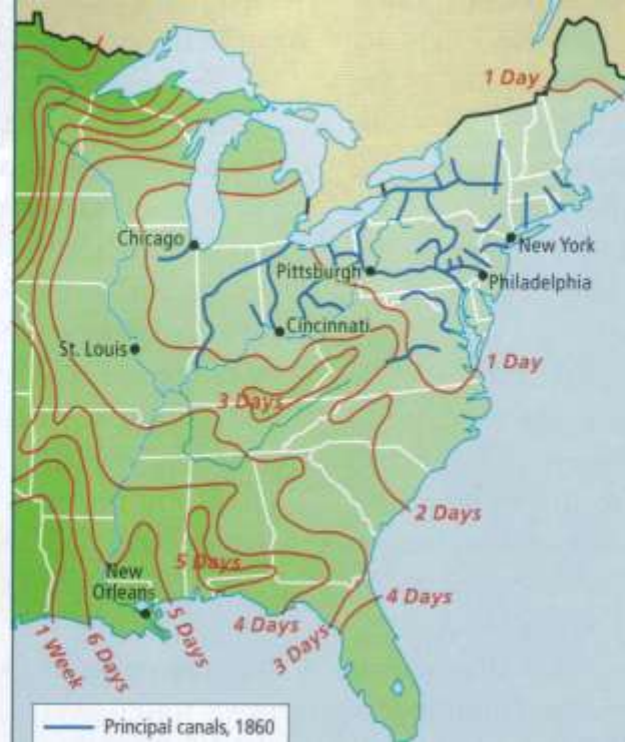 1 Day
Chicago
New York
Pittsburgh
Philadelphia
Cincinnati
St. Louis
1 Day
3 Days
2 Days
5 Days
New
Orleans
4 Days
4 Days
3 Days
5 Days
6 Days
1 Week
Principal canals, 1860